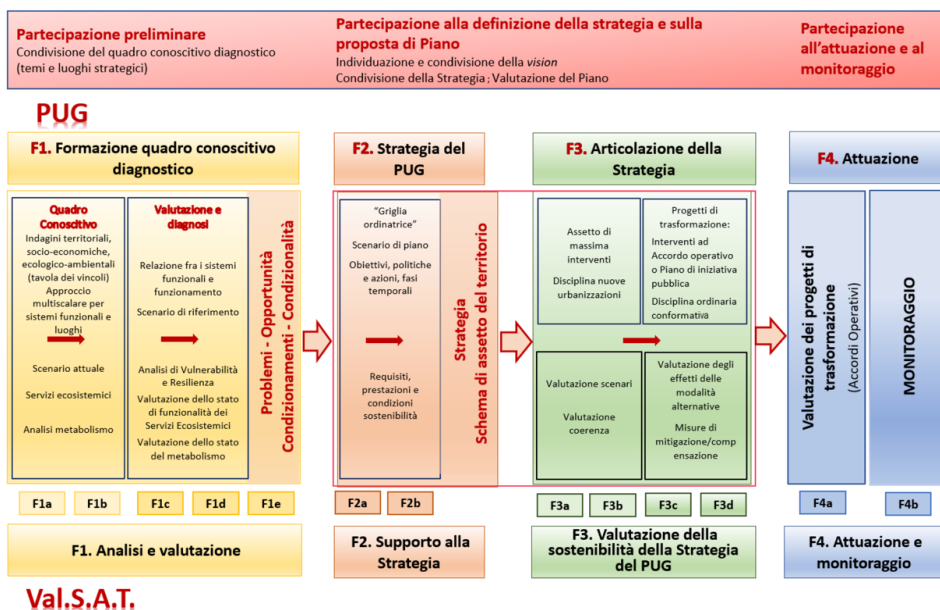 Partecipazione preliminare
Condivisione del quadro conoscitivo diagnostico
(temi e luoghi strategici)
Partecipazione alla definizione della strategia e sulla
proposta di Piano
Individuazione e condivisione della vision
Condivisione della Strategia ; Valutazione del Piano
Partecipazione
all'attuazione e al
monitoraggio
PUG
F1. Formazione quadro conoscitivo
diagnostico
F2. Strategia del
PUG
F3. Articolazione della
Strategia
F4. Attuazione
Quadro
Conoscitivo
Indagini territoriali,
socio-economiche,
ecologico-ambientali
(tavola dei vincoli)
Approccio
multiscalare per
sistemi funzionali e
luoghi
Scenario attuale
Servizi ecosistemici
Analisi metabolismo
Valutazione e
diagnosi
Relazione fra i sistemi
funzionali e
funzionamento
Scenario di riferimento
Analisi di Vulnerabilità
e Resilienza
Valutazione dello stato
di funzionalità dei
Servizi Ecosistemici
Valutazione dello stato
del metabolismo
Problemi - Opportunità
Condizionamenti - Condizionalità
"Griglia
ordinatrice"
Scenario di piano
Obiettivi, politiche
e azioni, fasi
temporali
Requisiti,
prestazioni e
condizioni
sostenibilità
Strategia
Schema di assetto del territorio
Assetto di
massima
interventi
Disciplina nuove
urbanizzazioni
Progetti di
trasformazione:
Interventi ad
Accordo operativo
o Piano di iniziativa
pubblica
Disciplina ordinaria
conformativa
Valutazione scenari
Valutazione
coerenza
Valutazione degli
effetti delle
modalità
alternative
Misure di
mitigazione/comp
ensazione
Valutazione dei progetti di
trasformazione
(Accordi Operativi)
MONITORAGGIO
F1a
F1b
F1c
F1d
F1e
F2a
F2b
F3a
F3b
F3c
F3d
F4a
F4b
F1. Analisi e valutazione
F2. Supporto alla
Strategia
F3. Valutazione della
sostenibilità della Strategia
del PUG
F4. Attuazione e
monitoraggio
Val.S.A.T.